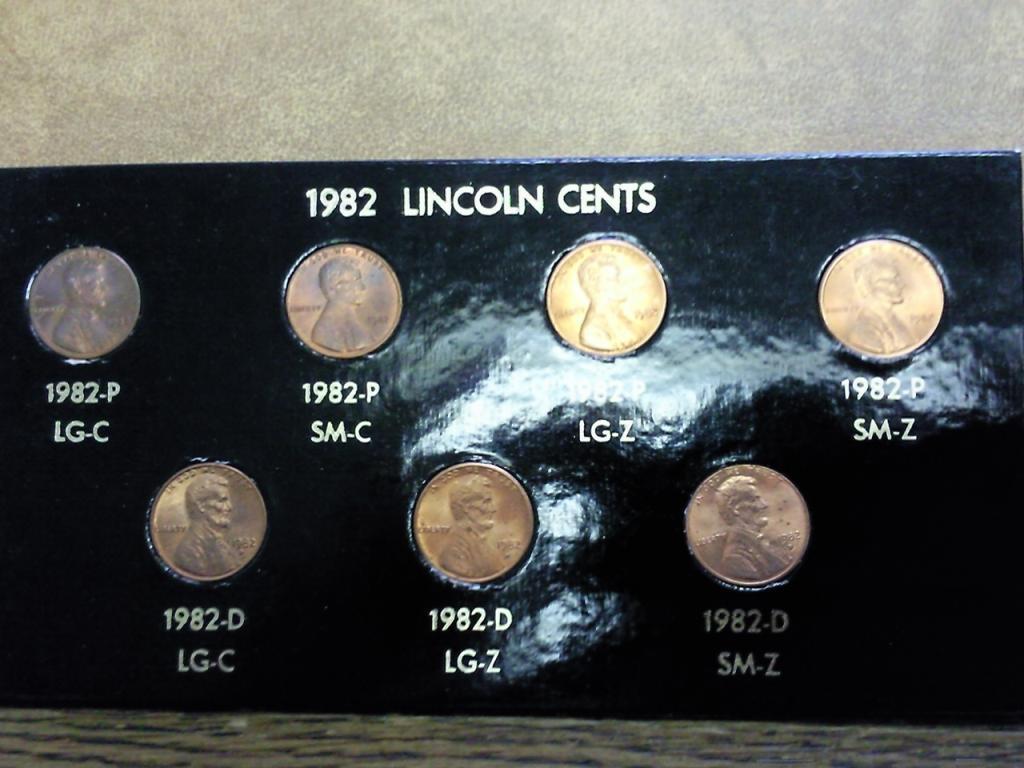 1982 LINCOLN CENTS
1982-P
LG-C
1982-P
SM-C
1982-P
LG-Z
1982-P
SM-Z
1982-D
LG-C
1982-D
LG-Z
1982-D
SM-Z